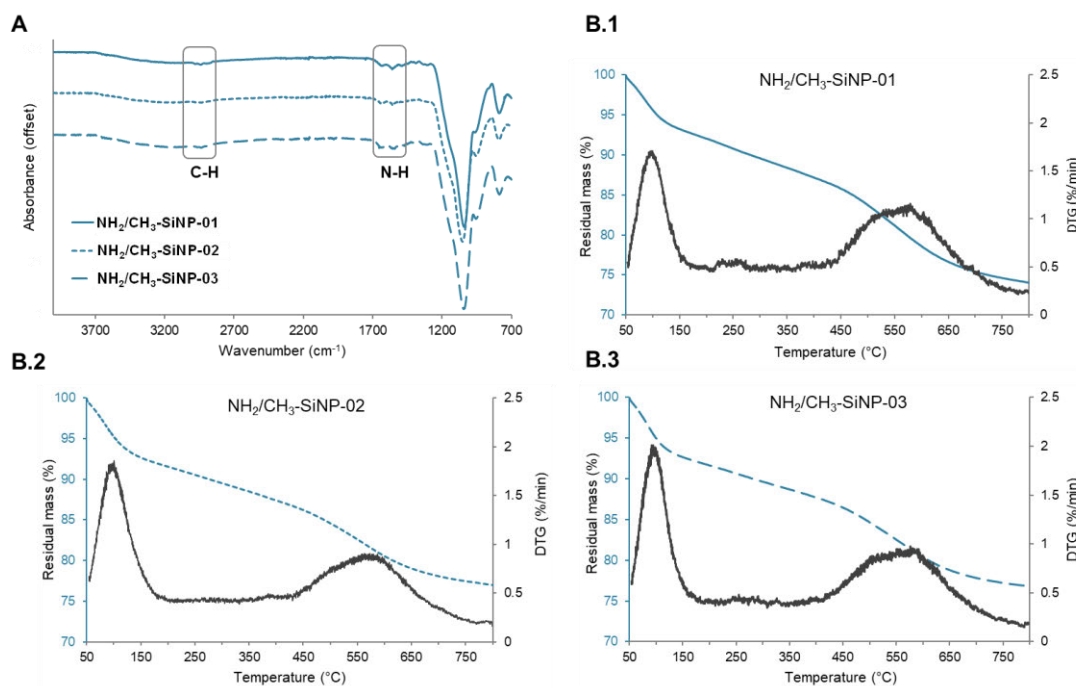 A
Absorbance (offset)
C-H
N-H
NH₂/CH₃-SiNP-01
NH₂/CH₃-SiNP-02
NH₂/CH₃-SiNP-03
3700 3200 2700 2200 1700 1200 700
Wavenumber (cm⁻¹)
B.1
NH₂/CH₃-SiNP-01
Residual mass (%)
100
95
90
85
80
75
70
DTG (%/min)
2.5
2
1.5
1
0.5
0
50 150 250 350 450 550 650 750
Temperature (°C)
B.2
NH₂/CH₃-SiNP-02
Residual mass (%)
100
95
90
85
80
75
70
DTG (%/min)
2.5
2
1.5
1
0.5
0
50 150 250 350 450 550 650 750
Temperature (°C)
B.3
NH₂/CH₃-SiNP-03
Residual mass (%)
100
95
90
85
80
75
70
DTG (%/min)
2.5
2
1.5
1
0.5
0
50 150 250 350 450 550 650 750
Temperature (°C)